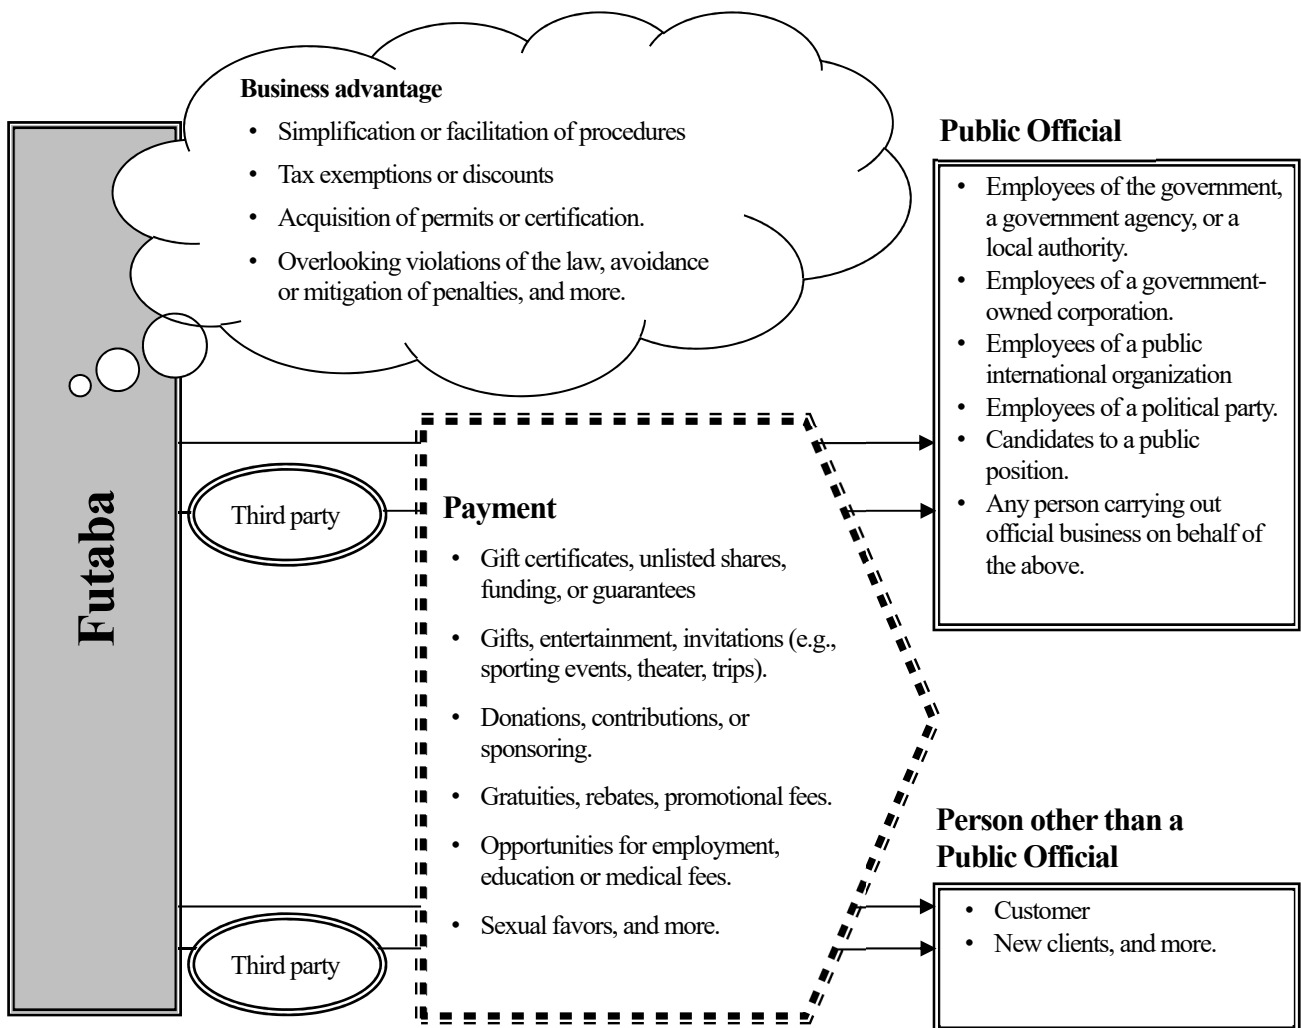 Business advantage
• Simplification or facilitation of procedures
• Tax exemptions or discounts
• Acquisition of permits or certification.
• Overlooking violations of the law, avoidance
or mitigation of penalties, and more.
Futaba
Third party
Payment
• Gift certificates, unlisted shares,
funding, or guarantees
• Gifts, entertainment, invitations (e.g.,
sporting events, theater, trips).
• Donations, contributions, or
sponsoring.
• Gratuities, rebates, promotional fees.
• Opportunities for employment,
education or medical fees.
• Sexual favors, and more.
Third party
Public Official
• Employees of the government,
a government agency, or a
local authority.
• Employees of a government-
owned corporation.
• Employees of a public
international organization
• Employees of a political party.
• Candidates to a public
position.
• Any person carrying out
official business on behalf of
the above.
Person other than a
Public Official
• Customer
• New clients, and more.